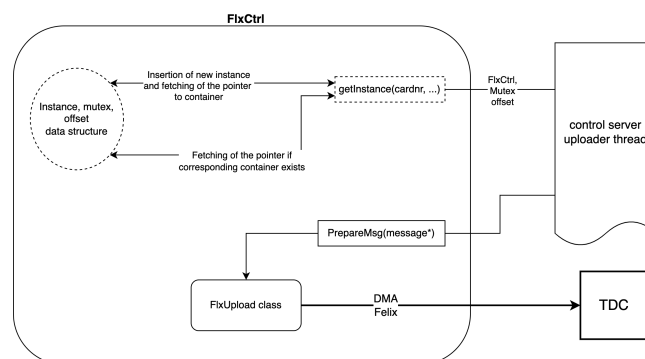 FlxCtrl
Insertion of new instance
and fetching of the pointer
to container
getInstance(cardnr, ...)
FlxCtrl,
Mutex
offset
Instance, mutex,
offset
data structure
control server
uploader thread
Fetching of the pointer if
corresponding container exists
PrepareMsg(message*)
FlxUpload class
DMA
Felix
TDC